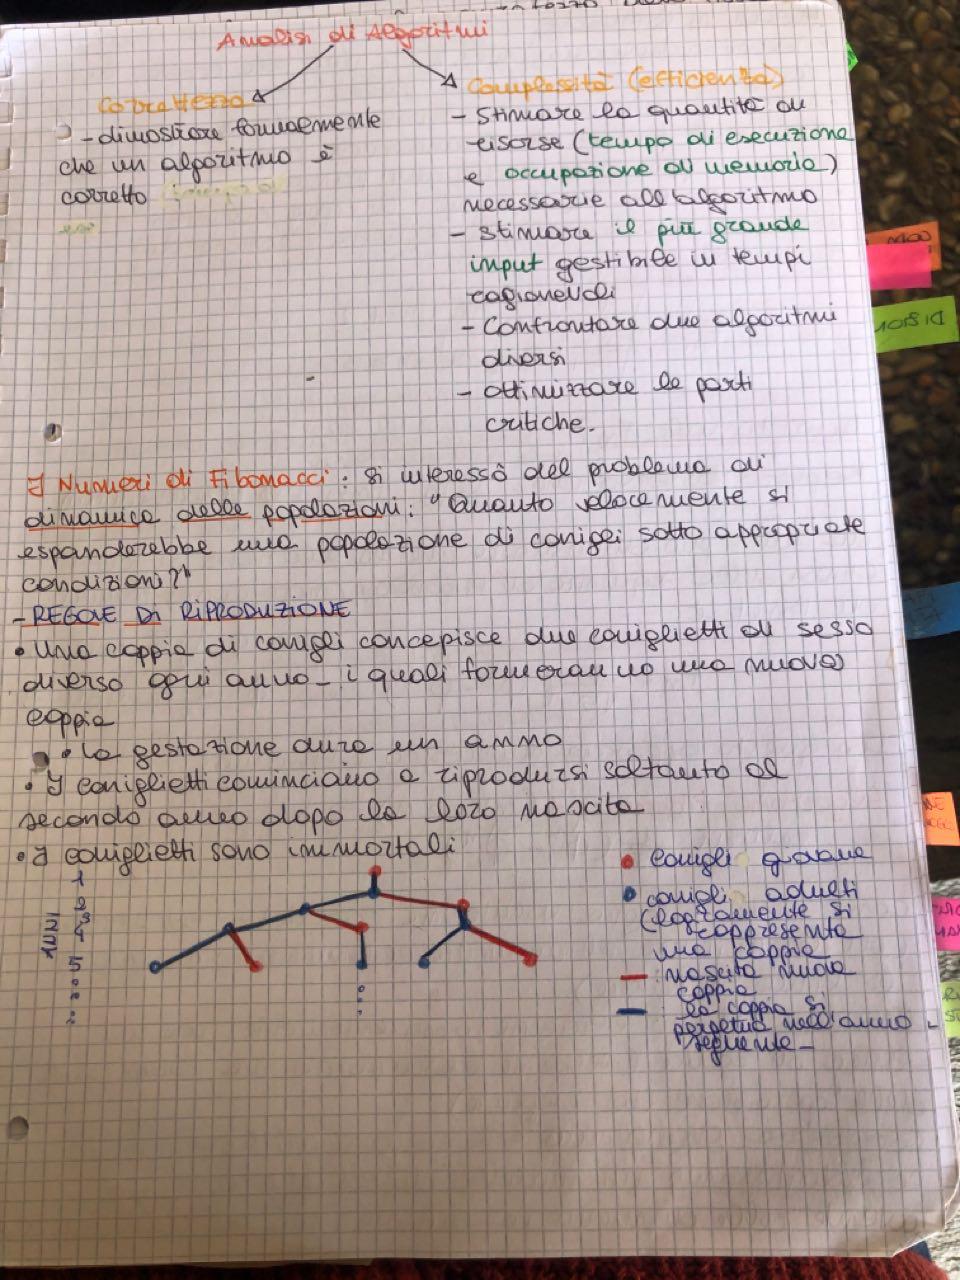 Analisi di Algoritmi
Correttezza
- dimostrare formalmente
che un algoritmo è
corretto
Complessità (efficienza)
- Stimare la quantità di
risorse (tempo di esecuzione
e occupazione di memoria)
necessarie all'algoritmo
- stimare il più grande
input gestibile in tempi
ragionevoli
- Confrontare due algoritmi
diversi
- ottimizzare le parti
critiche.
I Numeri di Fibonacci: Si interessò del problema di
dinamica delle popolazioni: "Quanto velocemente si
espanderebbe una popolazione di conigli sotto appropriate
condizioni?"
- REGOLE DI RIPRODUZIONE
• Una coppia di conigli concepisce due coniglietti di sesso
diverso ogni anno - i quali formeranno una (nuova)
coppia
• la gestazione dura un anno
• I coniglietti cominciano a riprodursi soltanto al
secondo anno dopo la loro nascita
• I coniglietti sono immortali
ANNI
1
2
3
4
5
...
• conigli giovane
• conigli adulti
(logicamente si
rappresenta
una coppia
— nascita nuova
coppia
— la coppia si
perpetua nell'anno
seguente -
DISION